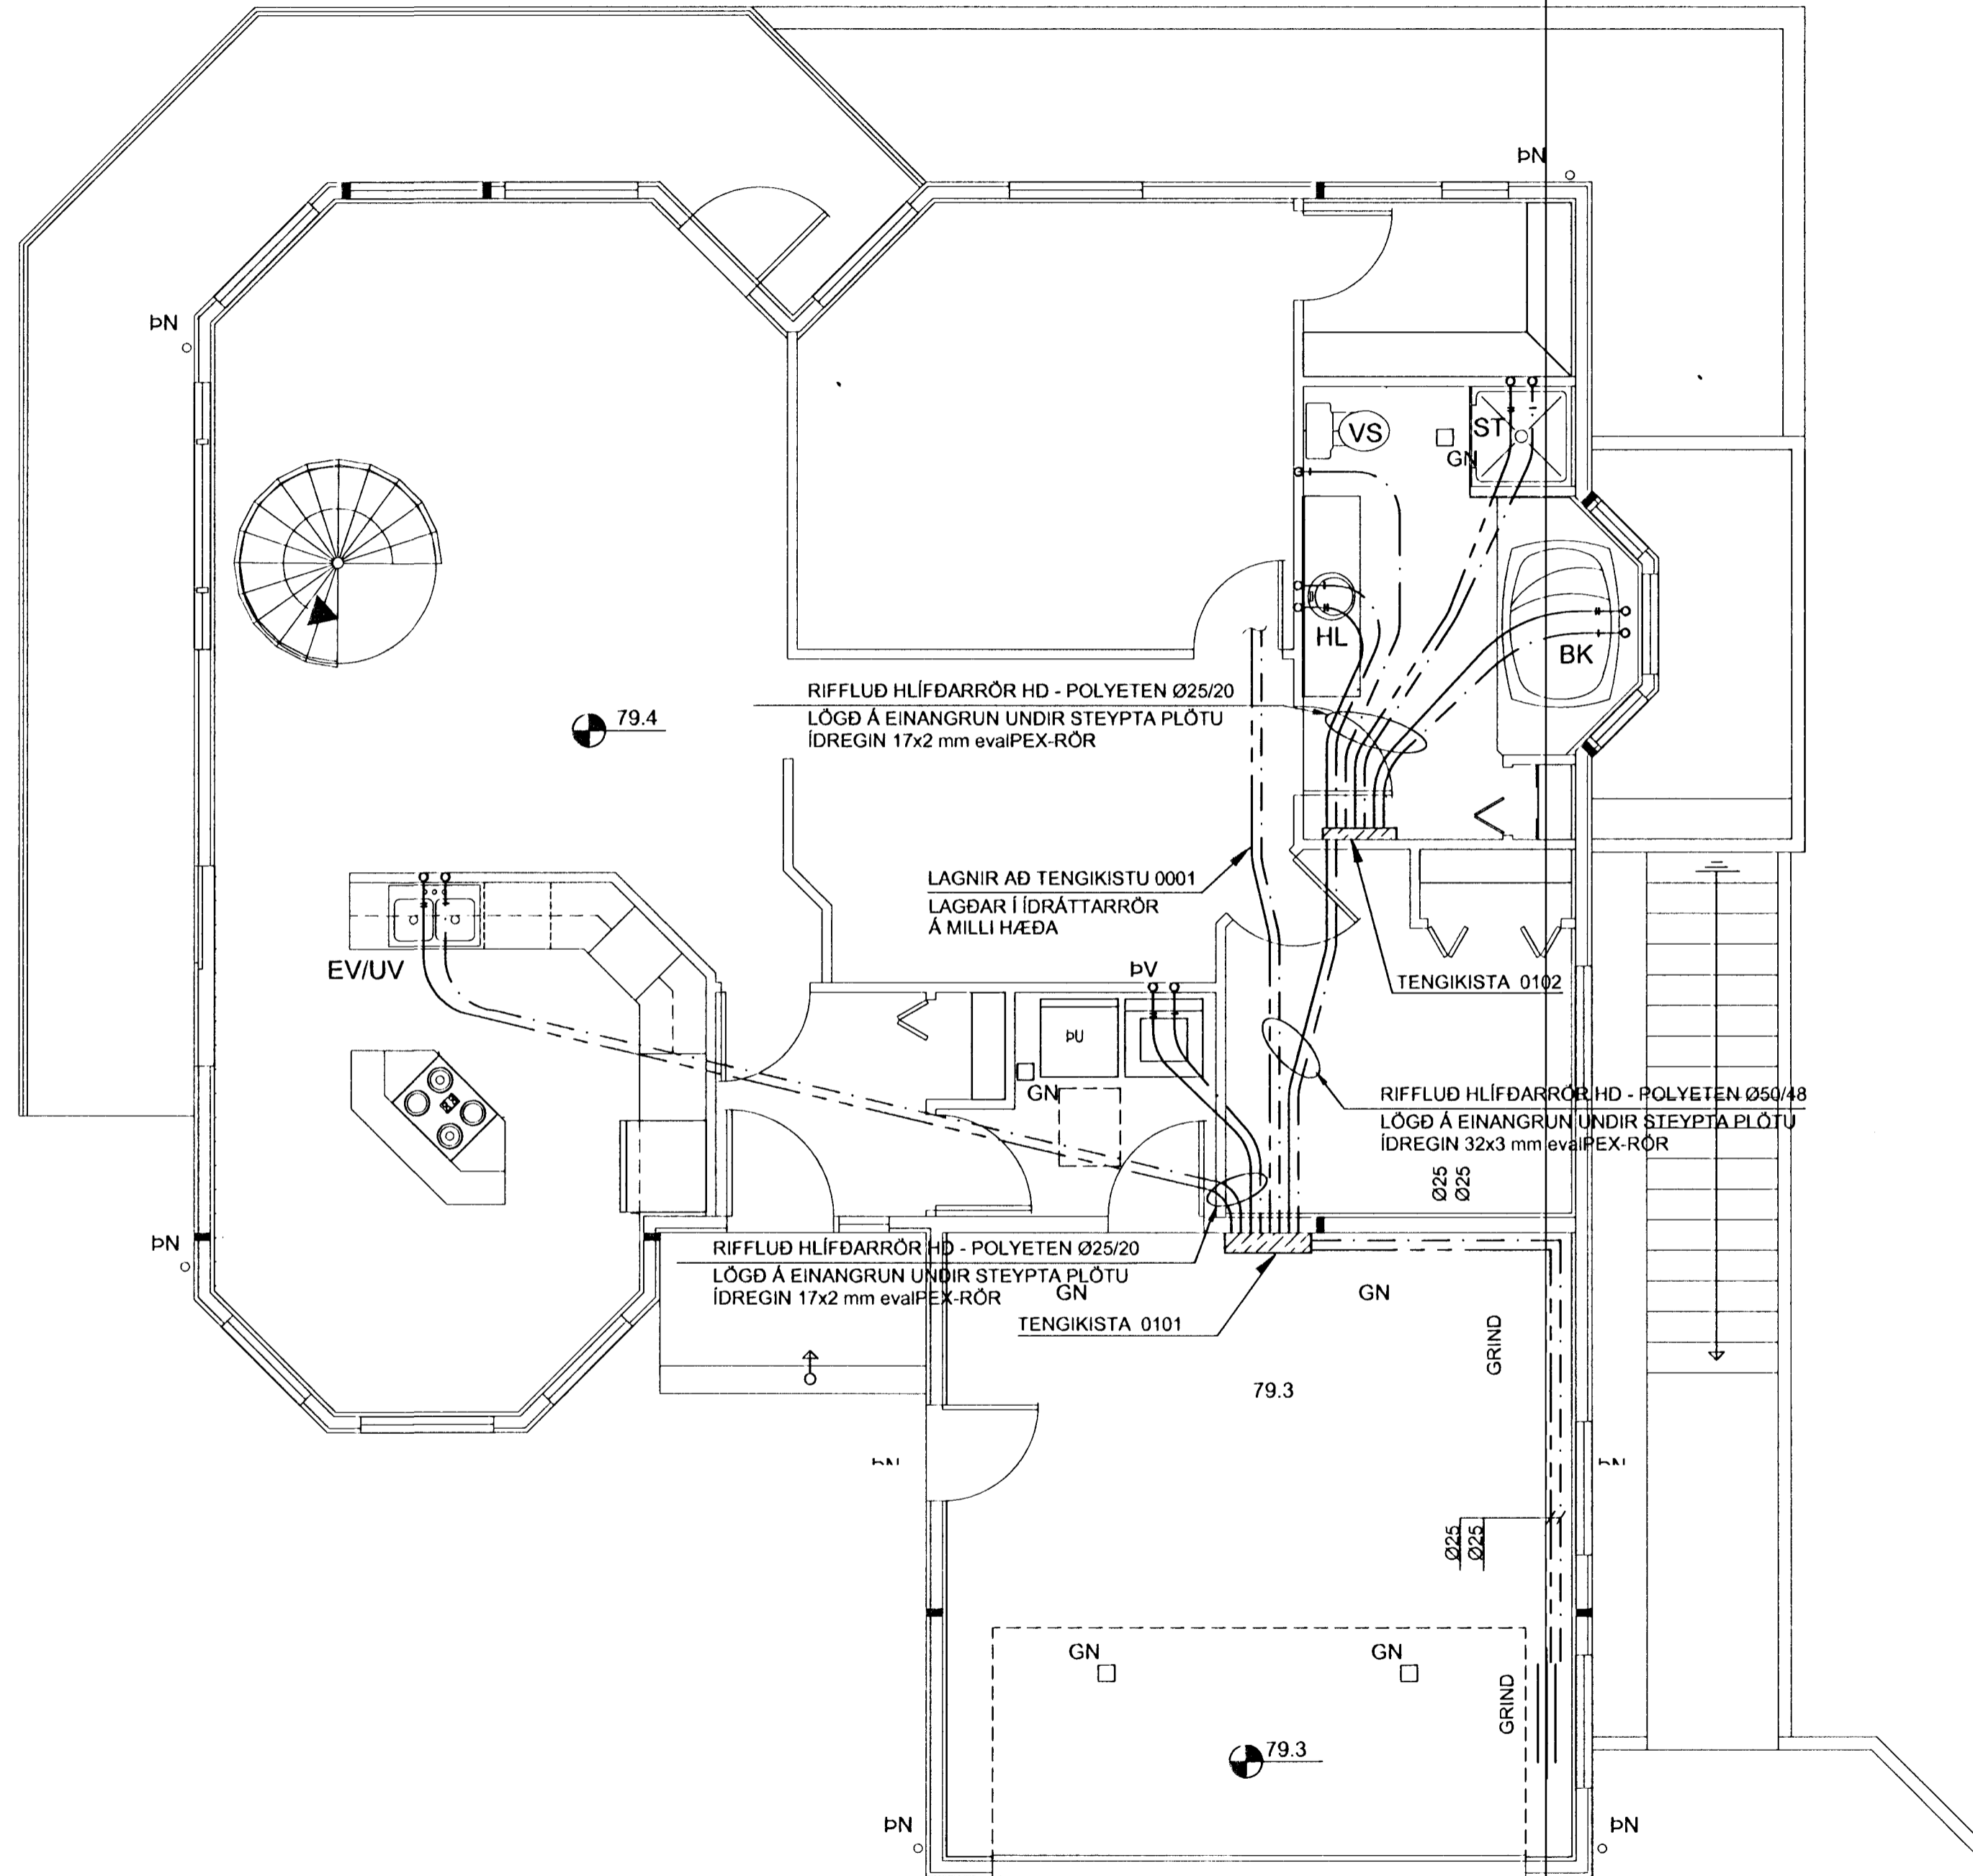 ÞN
ÞN
VS
ST
GN
HL
BK
RIFFLUÐ HLÍFÐARRÖR HD - POLYETEN Ø25/20
LÖGÐ Á EINANGRUN UNDIR STEYPTA PLÖTU
ÍDREGIN 17x2 mm evalPEX-RÖR
79.4
LAGNIR AÐ TENGIKISTU 0001
LAGÐAR Í ÍDRÁTTARRÖR
Á MILLI HÆÐA
EV/UV
ÞV
TENGIKISTA 0102
ÞU
GN
RIFFLUÐ HLÍFÐARRÖR HD - POLYETEN Ø50/48
LÖGÐ Á EINANGRUN UNDIR STEYPTA PLÖTU
ÍDREGIN 32x3 mm evalPEX-RÖR
Ø25
Ø25
ÞN
RIFFLUÐ HLÍFÐARRÖR HD - POLYETEN Ø25/20
LÖGÐ Á EINANGRUN UNDIR STEYPTA PLÖTU
ÍDREGIN 17x2 mm evalPEX-RÖR
GN
GN
TENGIKISTA 0101
GRIND
79.3
ÞN
ÞN
Ø25
Ø25
GN
GN
GRIND
79.3
ÞN
ÞN